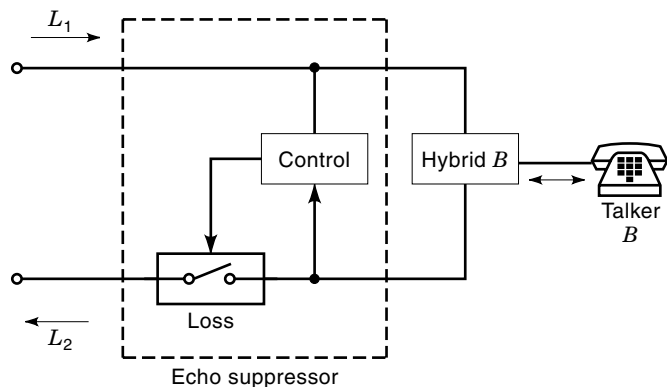 L₁
Control
Hybrid B
Talker
B
Loss
L₂
Echo suppressor